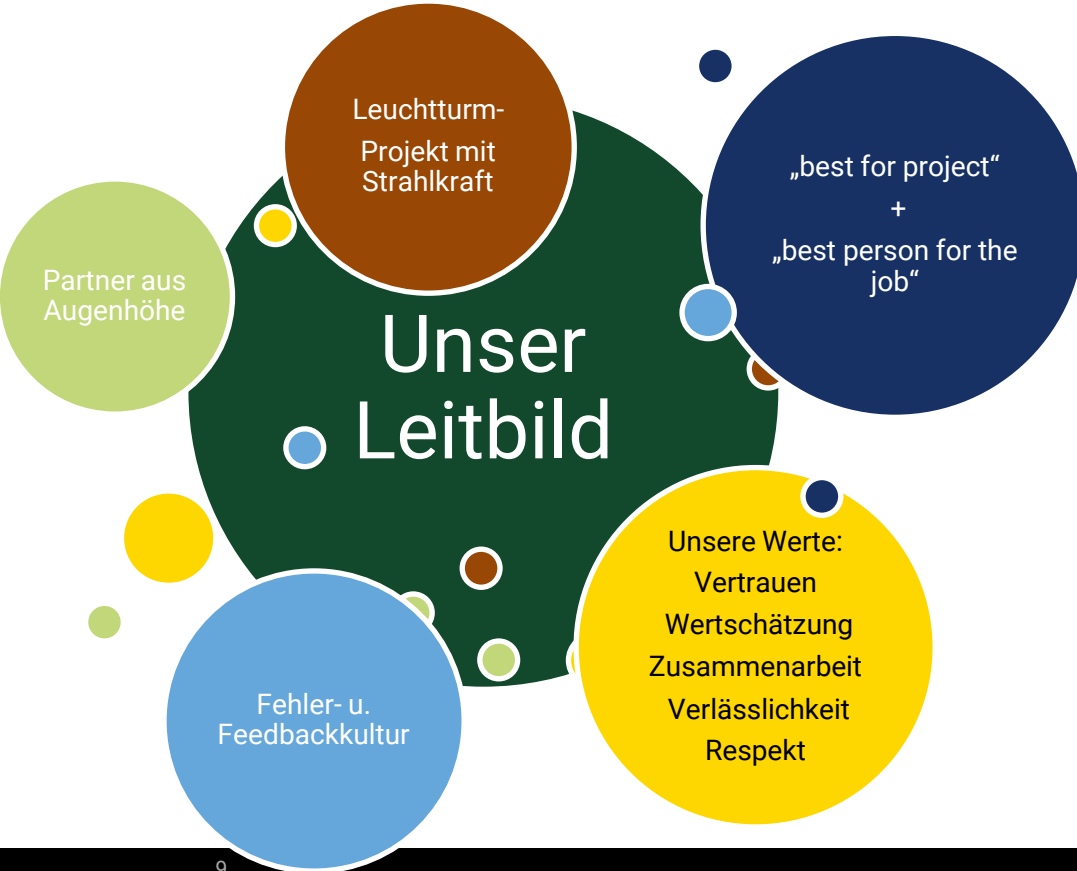 Leuchtturm-
Projekt mit
Strahlkraft
„best for project“
+
„best person for the
job“
Partner aus
Augenhöhe
Unser
Leitbild
Unsere Werte:
Vertrauen
Wertschätzung
Zusammenarbeit
Verlässlichkeit
Respekt
Fehler- u.
Feedbackkultur
9